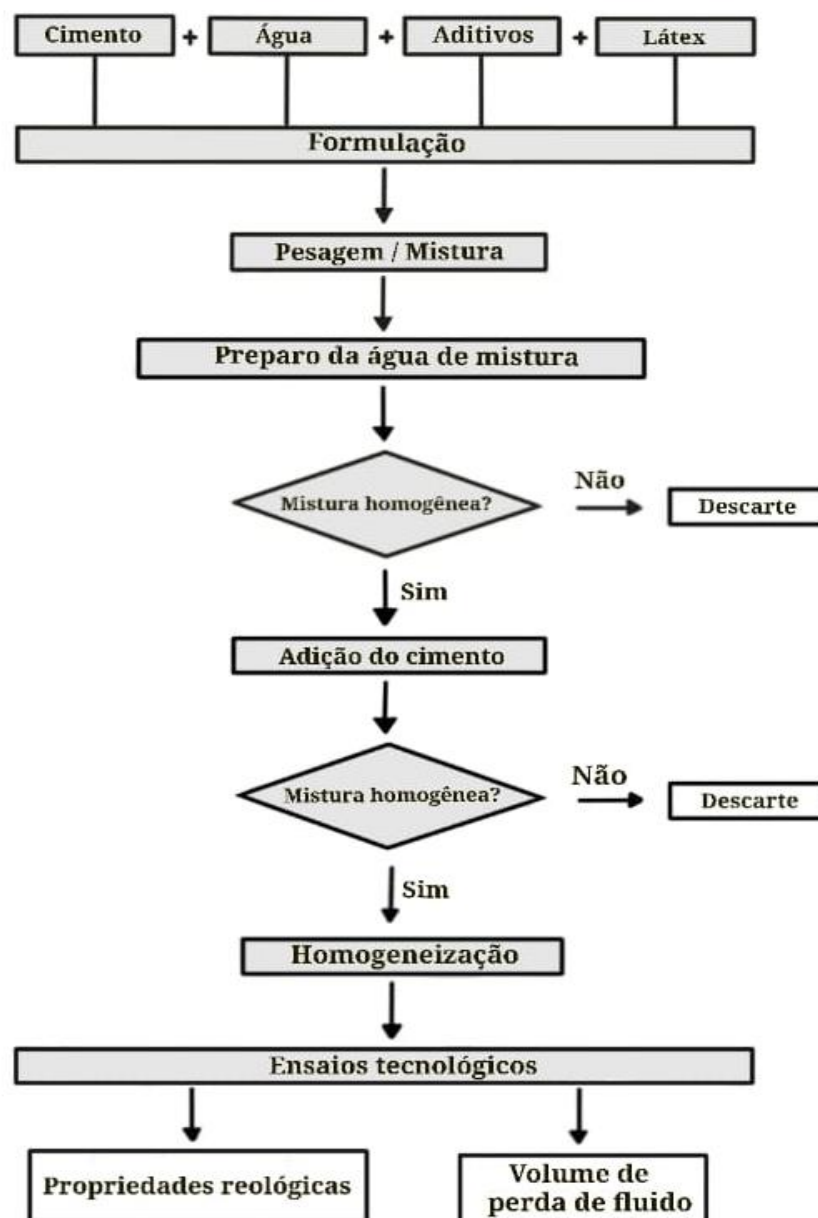 Cimento + Água + Aditivos + Látex
Formulação
Pesagem / Mistura
Preparo da água de mistura
Mistura homogênea?
Não
Descarte
Sim
Adição do cimento
Mistura homogênea?
Não
Descarte
Sim
Homogeneização
Ensaios tecnológicos
Propriedades reológicas
Volume de
perda de fluido